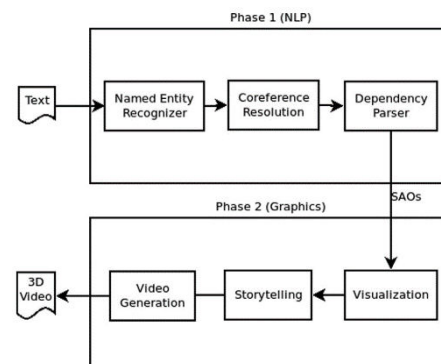 Phase 1 (NLP)
Text
Named Entity
Recognizer
Coreference
Resolution
Dependency
Parser
SAOs
Phase 2 (Graphics)
3D
Video
Video
Generation
Storytelling
Visualization